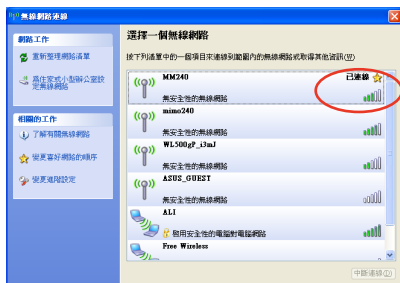 無線網路連線
網路工作
重新整理網路清單
爲住家或小型辦公室設定無線網路
相關的工作
了解有關無線網路
變更喜好網路的順序
變更進階設定
選擇一個無線網路
按下列清單中的一個項目來連線到範圍內的無線網路或取得其他資訊(W)
MM240
已連線
無安全性的無線網路
mimo240
無安全性的無線網路
WL500gP_i3mJ
無安全性的無線網路
ASUS_GUEST
無安全性的無線網路
ALI
啓用安全性的電腦對電腦網路
Free Wireless
中斷連線(D)